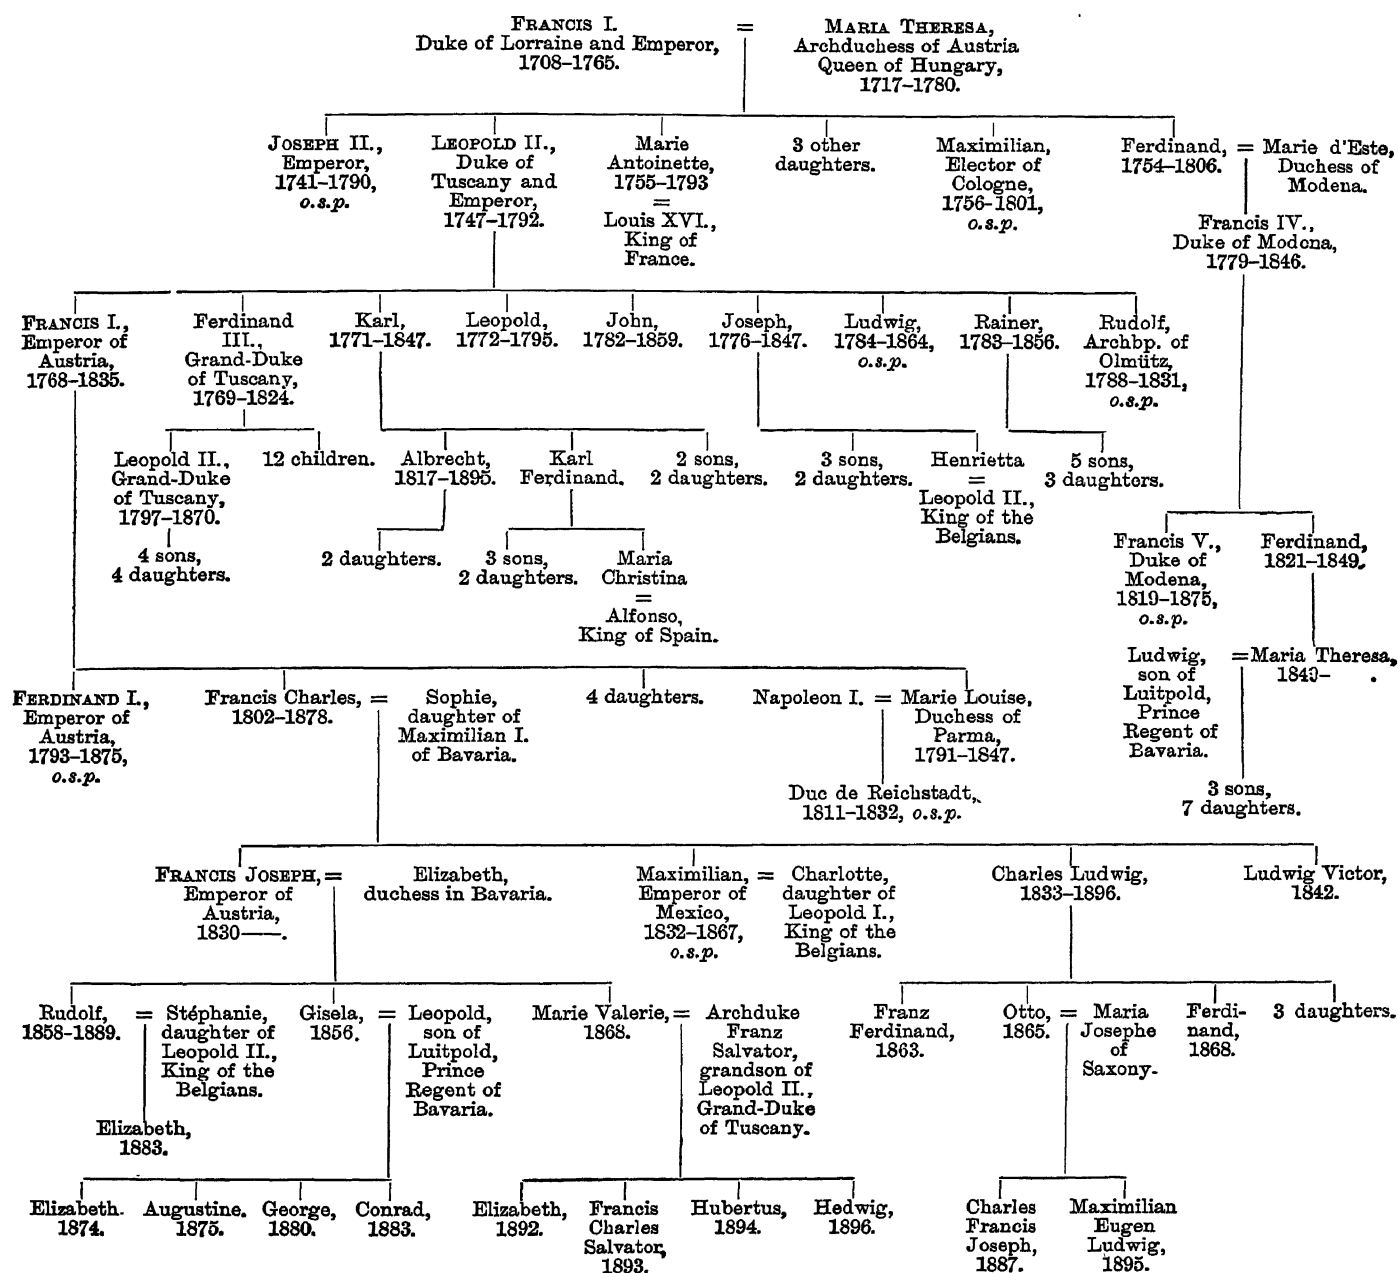 FRANCIS I.
Duke of Lorraine and Emperor,
1708–1765.
=
MARIA THERESA,
Archduchess of Austria
Queen of Hungary,
1717–1780.
JOSEPH II.,
Emperor,
1741–1790,
o.s.p.
LEOPOLD II.,
Duke of
Tuscany and
Emperor,
1747–1792.
Marie
Antoinette,
1755–1793
=
Louis XVI.,
King of
France.
3 other
daughters.
Maximilian,
Elector of
Cologne,
1756–1801,
o.s.p.
Ferdinand,
1754–1806.
=
Marie d'Este,
Duchess of
Modena.
Francis IV.,
Duke of Modena,
1779–1846.
FRANCIS I.,
Emperor of
Austria,
1768–1835.
Ferdinand
III.,
Grand-Duke
of Tuscany,
1769–1824.
Karl,
1771–1847.
Leopold,
1772–1795.
John,
1782–1859.
Joseph,
1776–1847.
Ludwig,
1784–1864,
o.s.p.
Rainer,
1783–1856.
Rudolf,
Archbp. of
Olmütz,
1788–1831,
o.s.p.
Leopold II.,
Grand-Duke
of Tuscany,
1797–1870.
12 children.
Albrecht,
1817–1895.
Karl
Ferdinand.
2 sons,
2 daughters.
3 sons,
2 daughters.
Henrietta
=
Leopold II.,
King of the
Belgians.
5 sons,
3 daughters.
4 sons,
4 daughters.
2 daughters.
3 sons,
2 daughters.
Maria
Christina
=
Alfonso,
King of Spain.
Francis V.,
Duke of
Modena,
1819–1875,
o.s.p.
Ferdinand,
1821–1849.
Ludwig,
son of
Luitpold,
Prince
Regent of
Bavaria.
=
Maria Theresa,
1849– .
3 sons,
7 daughters.
FERDINAND I.,
Emperor of
Austria,
1793–1875,
o.s.p.
Francis Charles,
1802–1878.
=
Sophie,
daughter of
Maximilian I.
of Bavaria.
4 daughters.
Napoleon I.
=
Marie Louise,
Duchess of
Parma,
1791–1847.
Duc de Reichstadt,
1811–1832, o.s.p.
FRANCIS JOSEPH,
Emperor of
Austria,
1830——.
=
Elizabeth,
duchess in Bavaria.
Maximilian,
Emperor of
Mexico,
1832–1867,
o.s.p.
=
Charlotte,
daughter of
Leopold I.,
King of the
Belgians.
Charles Ludwig,
1833–1896.
Ludwig Victor,
1842.
Rudolf,
1858–1889.
=
Stéphanie,
daughter of
Leopold II.,
King of the
Belgians.
Gisela,
1856.
=
Leopold,
son of
Luitpold,
Prince
Regent of
Bavaria.
Marie Valerie,
1868.
=
Archduke
Franz
Salvator,
grandson of
Leopold II.,
Grand-Duke
of Tuscany.
Franz
Ferdinand,
1863.
Otto,
1865.
=
Maria
Josephe
of
Saxony.
Ferdi-
nand,
1868.
3 daughters.
Elizabeth,
1883.
Elizabeth.
1874.
Augustine.
1875.
George,
1880.
Conrad,
1883.
Elizabeth,
1892.
Francis
Charles
Salvator,
1893.
Hubertus,
1894.
Hedwig,
1896.
Charles
Francis
Joseph,
1887.
Maximilian
Eugen
Ludwig,
1895.